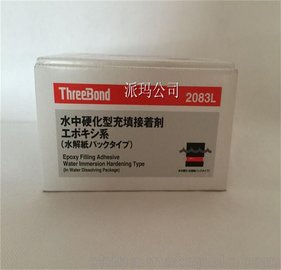 派玛公司
ThreeBond
2083L
水中硬化型充填接着剤
エポキシ系
(水解紙パックタイプ)
Epoxy Filling Adhesive
Water Immersion Hardening Type
(In Water Dissolving Package)